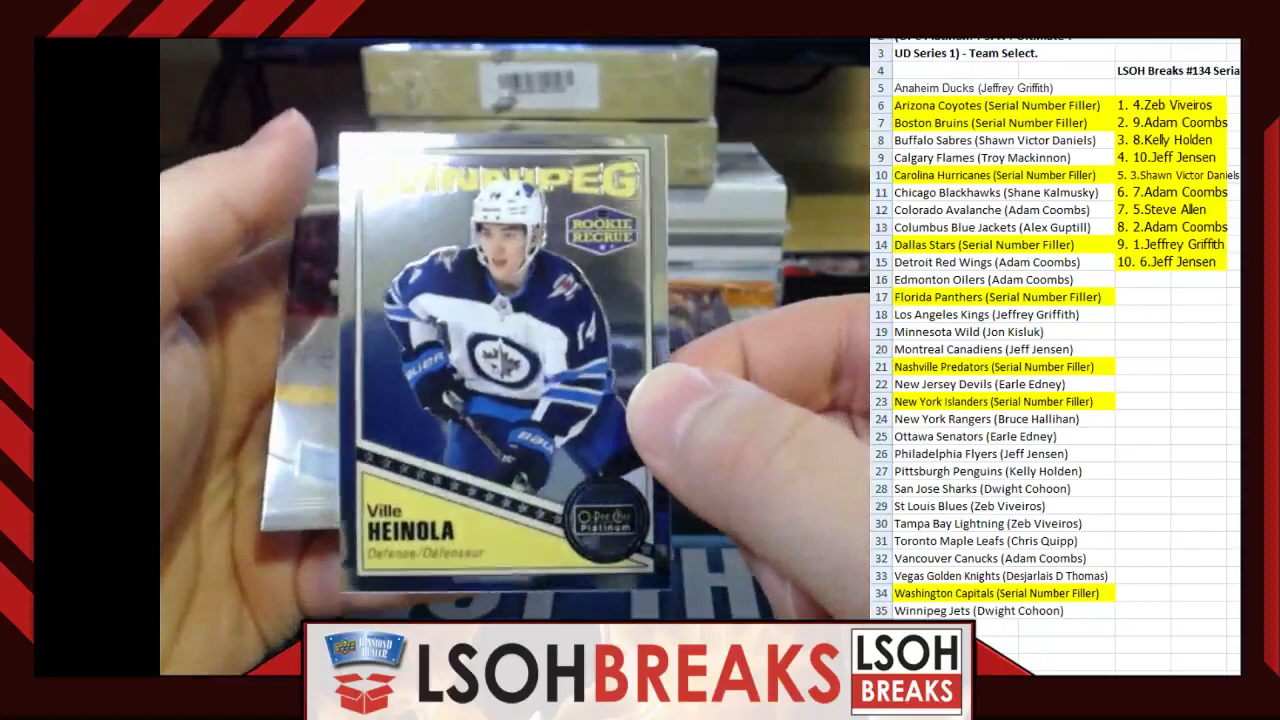 WINNIPEG
ROOKIE
RECRUE
14
14
BAUER
BAUER
Ville
HEINOLA
Defense/Défenseur
O-Pee-Chee
Platinum
3 UD Series 1) - Team Select.
4 LSOH Breaks #134 Seria
5 Anaheim Ducks (Jeffrey Griffith)
6 Arizona Coyotes (Serial Number Filler) 1. 4.Zeb Viveiros
7 Boston Bruins (Serial Number Filler) 2. 9.Adam Coombs
8 Buffalo Sabres (Shawn Victor Daniels) 3. 8.Kelly Holden
9 Calgary Flames (Troy Mackinnon) 4. 10.Jeff Jensen
10 Carolina Hurricanes (Serial Number Filler) 5. 3.Shawn Victor Daniels
11 Chicago Blackhawks (Shane Kalmusky) 6. 7.Adam Coombs
12 Colorado Avalanche (Adam Coombs) 7. 5.Steve Allen
13 Columbus Blue Jackets (Alex Guptill) 8. 2.Adam Coombs
14 Dallas Stars (Serial Number Filler) 9. 1.Jeffrey Griffith
15 Detroit Red Wings (Adam Coombs) 10. 6.Jeff Jensen
16 Edmonton Oilers (Adam Coombs)
17 Florida Panthers (Serial Number Filler)
18 Los Angeles Kings (Jeffrey Griffith)
19 Minnesota Wild (Jon Kisluk)
20 Montreal Canadiens (Jeff Jensen)
21 Nashville Predators (Serial Number Filler)
22 New Jersey Devils (Earle Edney)
23 New York Islanders (Serial Number Filler)
24 New York Rangers (Bruce Hallihan)
25 Ottawa Senators (Earle Edney)
26 Philadelphia Flyers (Jeff Jensen)
27 Pittsburgh Penguins (Kelly Holden)
28 San Jose Sharks (Dwight Cohoon)
29 St Louis Blues (Zeb Viveiros)
30 Tampa Bay Lightning (Zeb Viveiros)
31 Toronto Maple Leafs (Chris Quipp)
32 Vancouver Canucks (Adam Coombs)
33 Vegas Golden Knights (Desjarlais D Thomas)
34 Washington Capitals (Serial Number Filler)
35 Winnipeg Jets (Dwight Cohoon)
DIAMOND
DEALER
LSOHBREAKS
LSOH
BREAKS